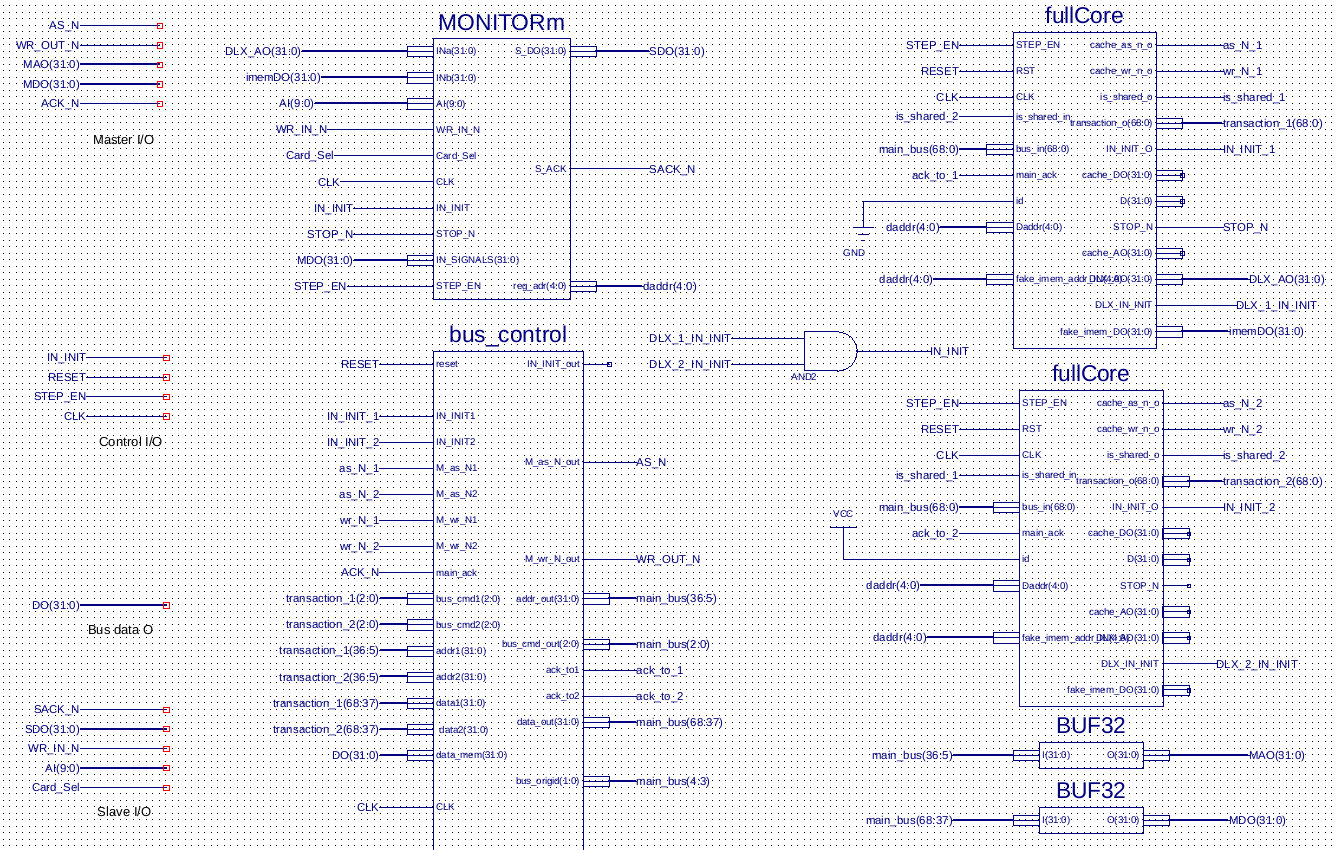 AS_N
WR_OUT_N
MAO(31:0)
MDO(31:0)
ACK_N
Master I/O
IN_INIT
RESET
STEP_EN
CLK
Control I/O
DO(31:0)
Bus data O
SACK_N
SDO(31:0)
WR_IN_N
AI(9:0)
Card_Sel
Slave I/O
MONITORm
DLX_AO(31:0) INa(31:0) S_DO(31:0) SDO(31:0)
imemDO(31:0) INb(31:0)
AI(9:0) AI(9:0)
WR_IN_N WR_IN_N
Card_Sel Card_Sel
S_ACK SACK_N
CLK CLK
IN_INIT IN_INIT
STOP_N STOP_N
MDO(31:0) IN_SIGNALS(31:0)
STEP_EN STEP_EN reg_adr(4:0) daddr(4:0)
bus_control
RESET reset IN_INIT_out
IN_INIT_1 IN_INIT1
IN_INIT_2 IN_INIT2
M_as_N_out AS_N
as_N_1 M_as_N1
as_N_2 M_as_N2
wr_N_1 M_wr_N1
wr_N_2 M_wr_N2
M_wr_N_out WR_OUT_N
ACK_N main_ack
transaction_1(2:0) bus_cmd1(2:0) addr_out(31:0) main_bus(36:5)
transaction_2(2:0) bus_cmd2(2:0)
bus_cmd_out(2:0) main_bus(2:0)
transaction_1(36:5) addr1(31:0)
ack_to1 ack_to_1
transaction_2(36:5) addr2(31:0)
ack_to2 ack_to_2
transaction_1(68:37) data1(31:0)
data_out(31:0) main_bus(68:37)
transaction_2(68:37) data2(31:0)
DO(31:0) data_mem(31:0)
bus_origid(1:0) main_bus(4:3)
CLK CLK
DLX_1_IN_INIT
DLX_2_IN_INIT
IN_INIT
AND2
fullCore
STEP_EN STEP_EN cache_as_n_o as_N_1
RESET RST cache_wr_n_o wr_N_1
CLK CLK is_shared_o is_shared_1
is_shared_2 is_shared_in transaction_o(68:0) transaction_1(68:0)
main_bus(68:0) bus_in(68:0) IN_INIT_O IN_INIT_1
ack_to_1 main_ack cache_DO(31:0)
id D(31:0)
GND
daddr(4:0) Daddr(4:0) STOP_N STOP_N
cache_AO(31:0)
daddr(4:0) fake_imem_addr(4:0) DLX_AO(31:0) DLX_AO(31:0)
DLX_IN_INIT DLX_1_IN_INIT
fake_imem_DO(31:0) imemDO(31:0)
fullCore
STEP_EN STEP_EN cache_as_n_o as_N_2
RESET RST cache_wr_n_o wr_N_2
CLK CLK is_shared_o is_shared_2
is_shared_1 is_shared_in transaction_o(68:0) transaction_2(68:0)
main_bus(68:0) bus_in(68:0) IN_INIT_O IN_INIT_2
VCC
ack_to_2 main_ack cache_DO(31:0)
id D(31:0)
daddr(4:0) Daddr(4:0) STOP_N
cache_AO(31:0)
daddr(4:0) fake_imem_addr(4:0) DLX_AO(31:0)
DLX_IN_INIT DLX_2_IN_INIT
fake_imem_DO(31:0)
BUF32
main_bus(36:5) I(31:0) O(31:0) MAO(31:0)
BUF32
main_bus(68:37) I(31:0) O(31:0) MDO(31:0)